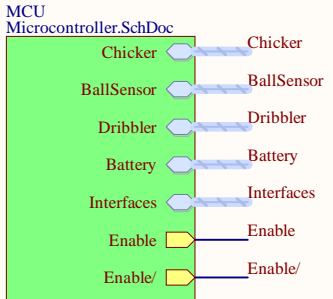 MCU
Microcontroller.SchDoc
Chicker Chicker
BallSensor BallSensor
Dribbler Dribbler
Battery Battery
Interfaces Interfaces
Enable Enable
Enable/ Enable/